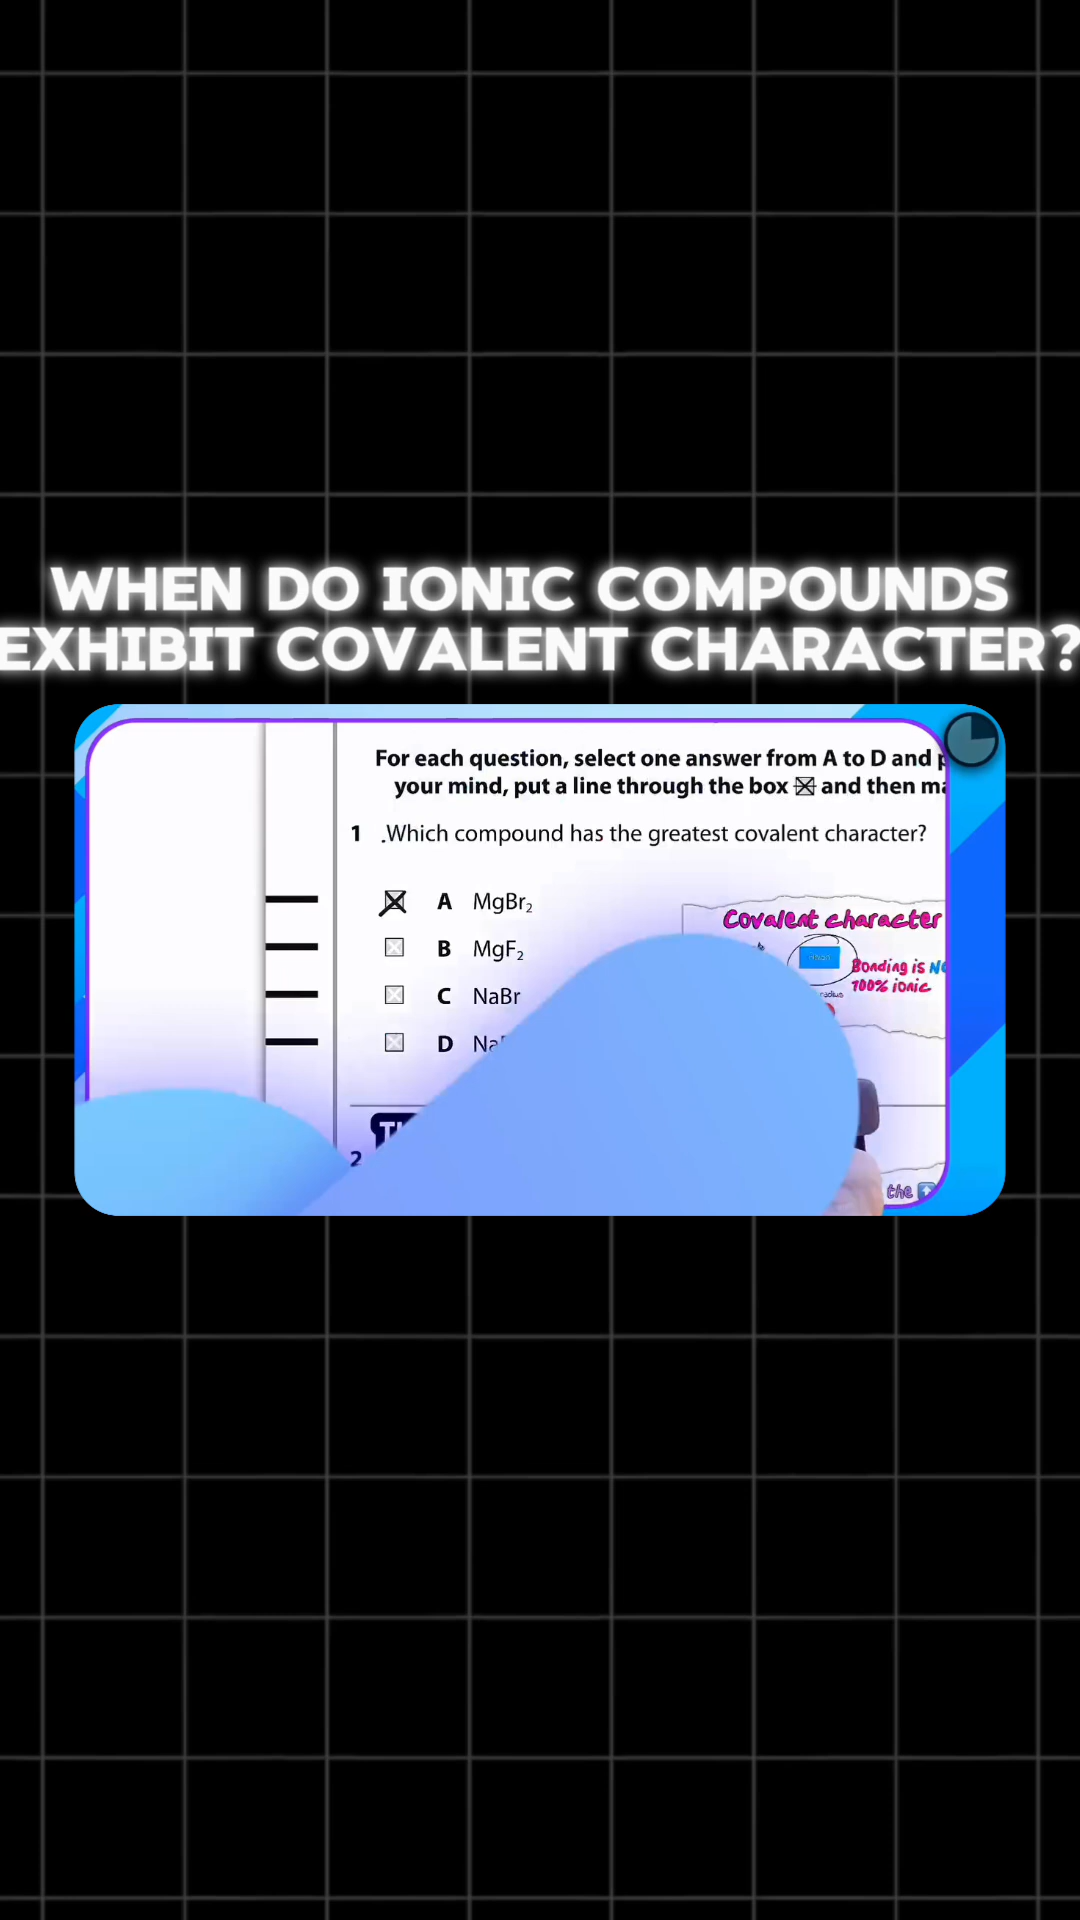 WHEN DO IONIC COMPOUNDS
EXHIBIT COVALENT CHARACTER?
For each question, select one answer from A to D and
your mind, put a line through the box ☒ and then
1 .Which compound has the greatest covalent character?
A MgBr₂
Covalent character
B MgF₂
Bonding is
100% ionic
C NaBr
radius
D
2
the